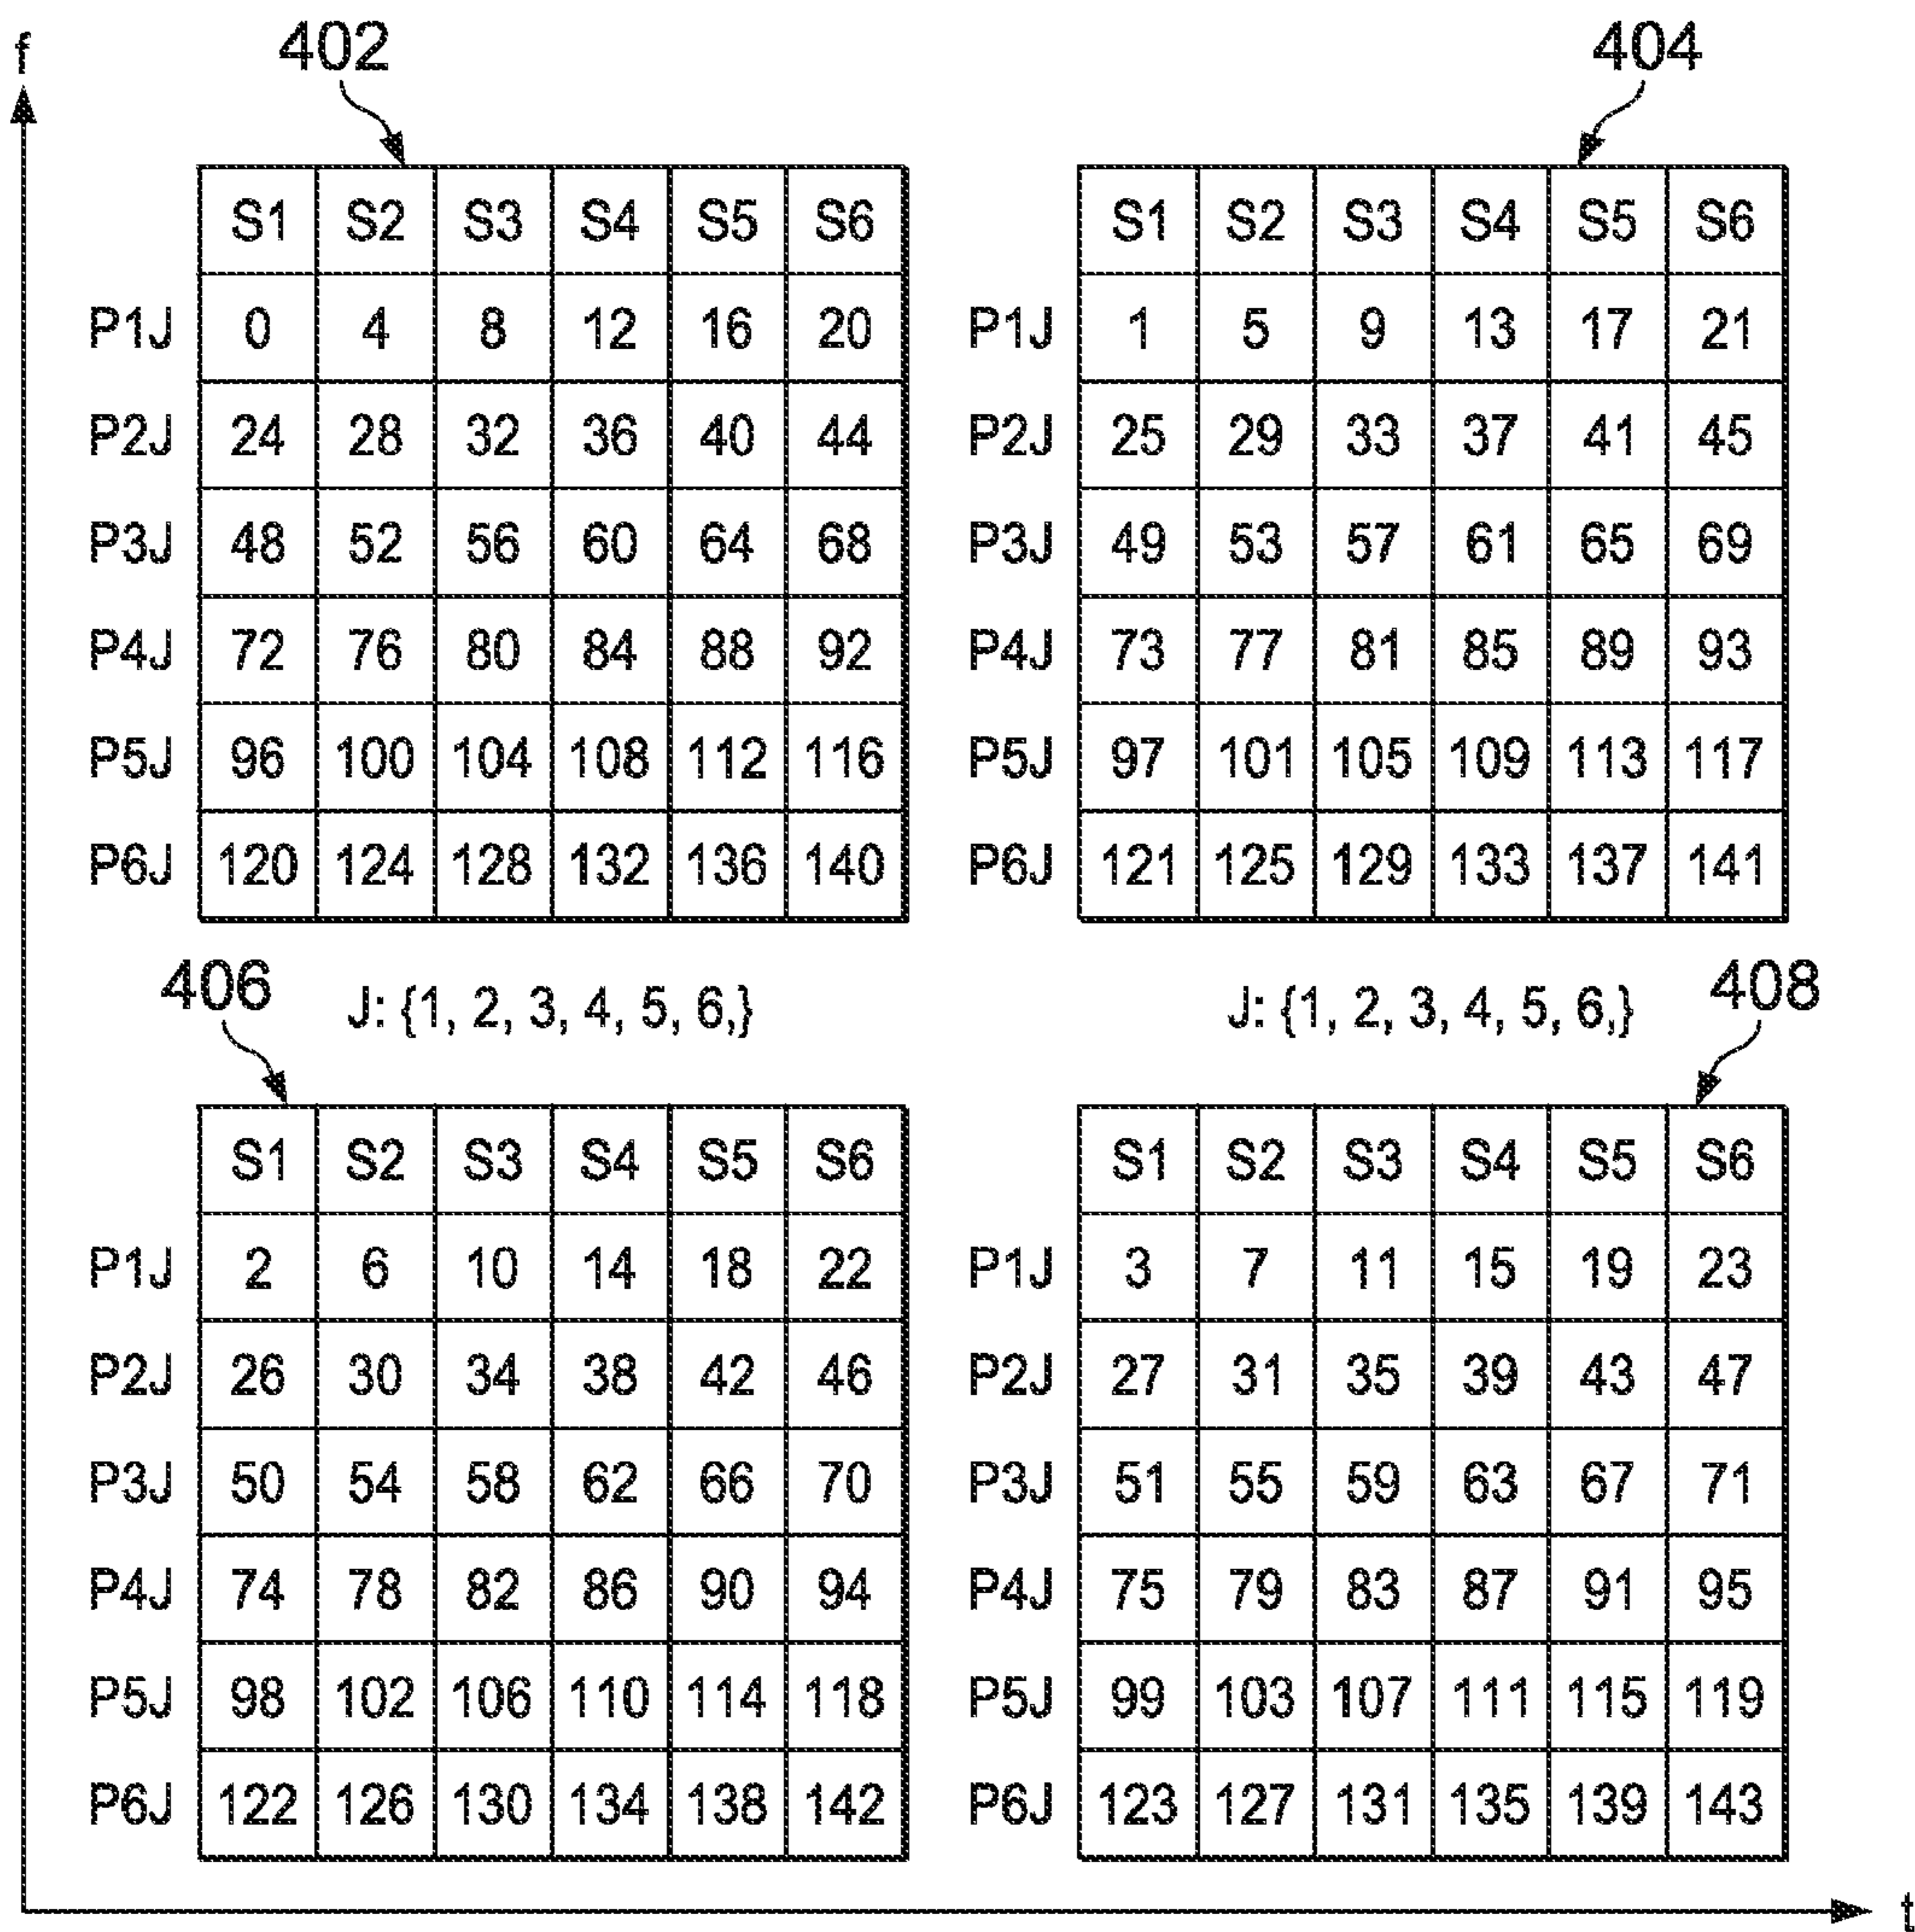 f
402
404
S1 S2 S3 S4 S5 S6
P1J 0 4 8 12 16 20
P2J 24 28 32 36 40 44
P3J 48 52 56 60 64 68
P4J 72 76 80 84 88 92
P5J 96 100 104 108 112 116
P6J 120 124 128 132 136 140
S1 S2 S3 S4 S5 S6
P1J 1 5 9 13 17 21
P2J 25 29 33 37 41 45
P3J 49 53 57 61 65 69
P4J 73 77 81 85 89 93
P5J 97 101 105 109 113 117
P6J 121 125 129 133 137 141
406
J: {1, 2, 3, 4, 5, 6,}
J: {1, 2, 3, 4, 5, 6,}
408
S1 S2 S3 S4 S5 S6
P1J 2 6 10 14 18 22
P2J 26 30 34 38 42 46
P3J 50 54 58 62 66 70
P4J 74 78 82 86 90 94
P5J 98 102 106 110 114 118
P6J 122 126 130 134 138 142
S1 S2 S3 S4 S5 S6
P1J 3 7 11 15 19 23
P2J 27 31 35 39 43 47
P3J 51 55 59 63 67 71
P4J 75 79 83 87 91 95
P5J 99 103 107 111 115 119
P6J 123 127 131 135 139 143
t